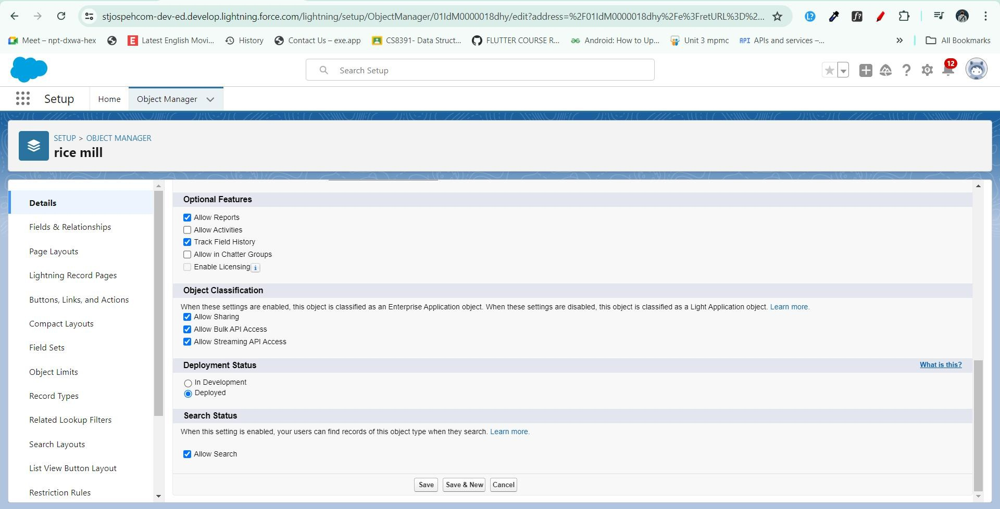 stjospehcom-dev-ed.develop.lightning.force.com/lightning/setup/ObjectManager/01IdM0000018dhy/edit?address=%2F01IdM0000018dhy%2Fe%3FretURL%3D%2...
Meet – npt-dxwa-hex
E Latest English Movi...
History
Contact Us – exe.app
CS8391- Data Struct...
FLUTTER COURSE R...
Android: How to Up...
Unit 3 mpmc
API APIs and services –...
All Bookmarks
Search Setup
12
Setup
Home
Object Manager
SETUP > OBJECT MANAGER
rice mill
Details
Fields & Relationships
Page Layouts
Lightning Record Pages
Buttons, Links, and Actions
Compact Layouts
Field Sets
Object Limits
Record Types
Related Lookup Filters
Search Layouts
List View Button Layout
Restriction Rules
Optional Features
Allow Reports
Allow Activities
Track Field History
Allow in Chatter Groups
Enable Licensing i
Object Classification
When these settings are enabled, this object is classified as an Enterprise Application object. When these settings are disabled, this object is classified as a Light Application object. Learn more.
Allow Sharing
Allow Bulk API Access
Allow Streaming API Access
Deployment Status
What is this?
In Development
Deployed
Search Status
When this setting is enabled, your users can find records of this object type when they search. Learn more.
Allow Search
Save
Save & New
Cancel